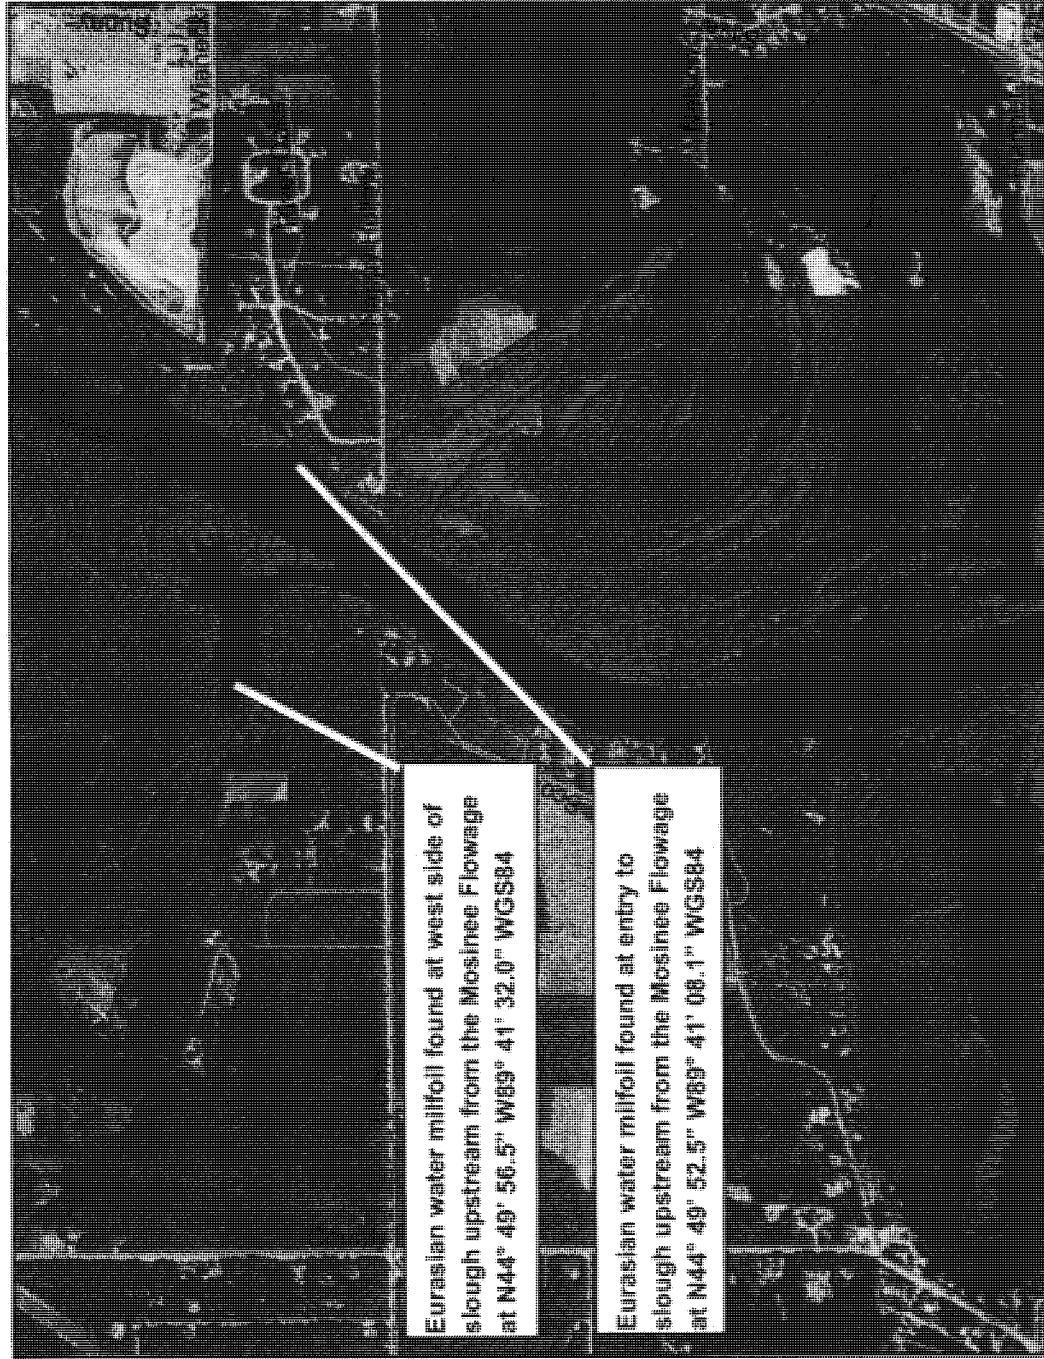 Eurasian water milfoil found at west side of
slough upstream from the Mosinee Flowage
at N44° 49' 56.5" W89° 41' 32.0" WGS84
Eurasian water milfoil found at entry to
slough upstream from the Mosinee Flowage
at N44° 49' 52.5" W89° 41' 08.1" WGS84